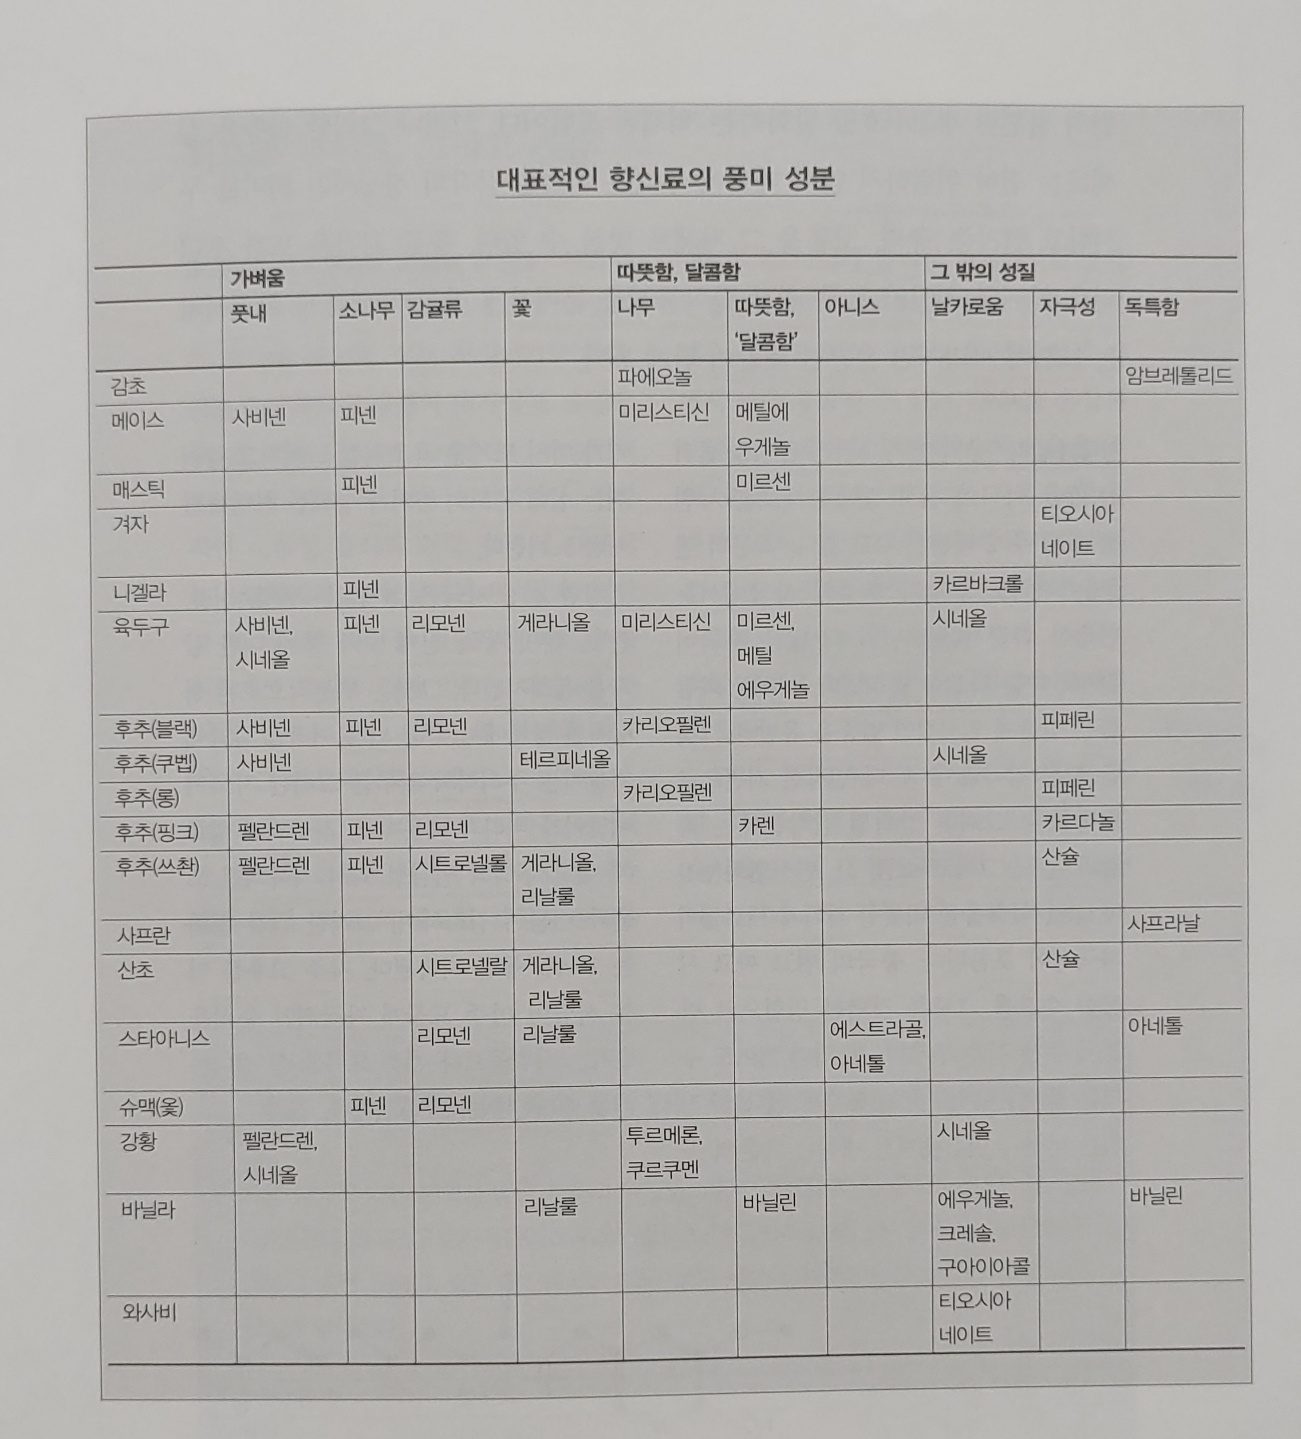 대표적인 향신료의 풍미 성분
가벼움 따뜻함, 달콤함 그 밖의 성질
풋내 소나무 감귤류 꽃 나무 따뜻함, 아니스 날카로움 자극성 독특함
‘달콤함’
감초 파에오놀 암브레톨리드
메이스 사비넨 피넨 미리스티신 메틸에
우게놀
매스틱 피넨 미르센
겨자 티오시아
네이트
니겔라 피넨 카르바크롤
육두구 사비넨, 피넨 리모넨 게라니올 미리스티신 미르센, 시네올
시네올 메틸
에우게놀
후추(블랙) 사비넨 피넨 리모넨 카리오필렌 피페린
후추(쿠벱) 사비넨 테르피네올 시네올
후추(롱) 카리오필렌 피페린
후추(핑크) 펠란드렌 피넨 리모넨 카렌 카르다놀
후추(쓰촨) 펠란드렌 피넨 시트로넬롤 게라니올, 산슐
리날룰
사프란 사프라날
산초 시트로넬랄 게라니올, 산슐
리날룰
스타아니스 리모넨 리날룰 에스트라골, 아네톨
아네톨
슈맥(옻) 피넨 리모넨
강황 펠란드렌, 투르메론, 시네올
시네올 쿠르쿠멘
바닐라 리날룰 바닐린 에우게놀, 바닐린
크레솔,
구아이아콜
와사비 티오시아
네이트